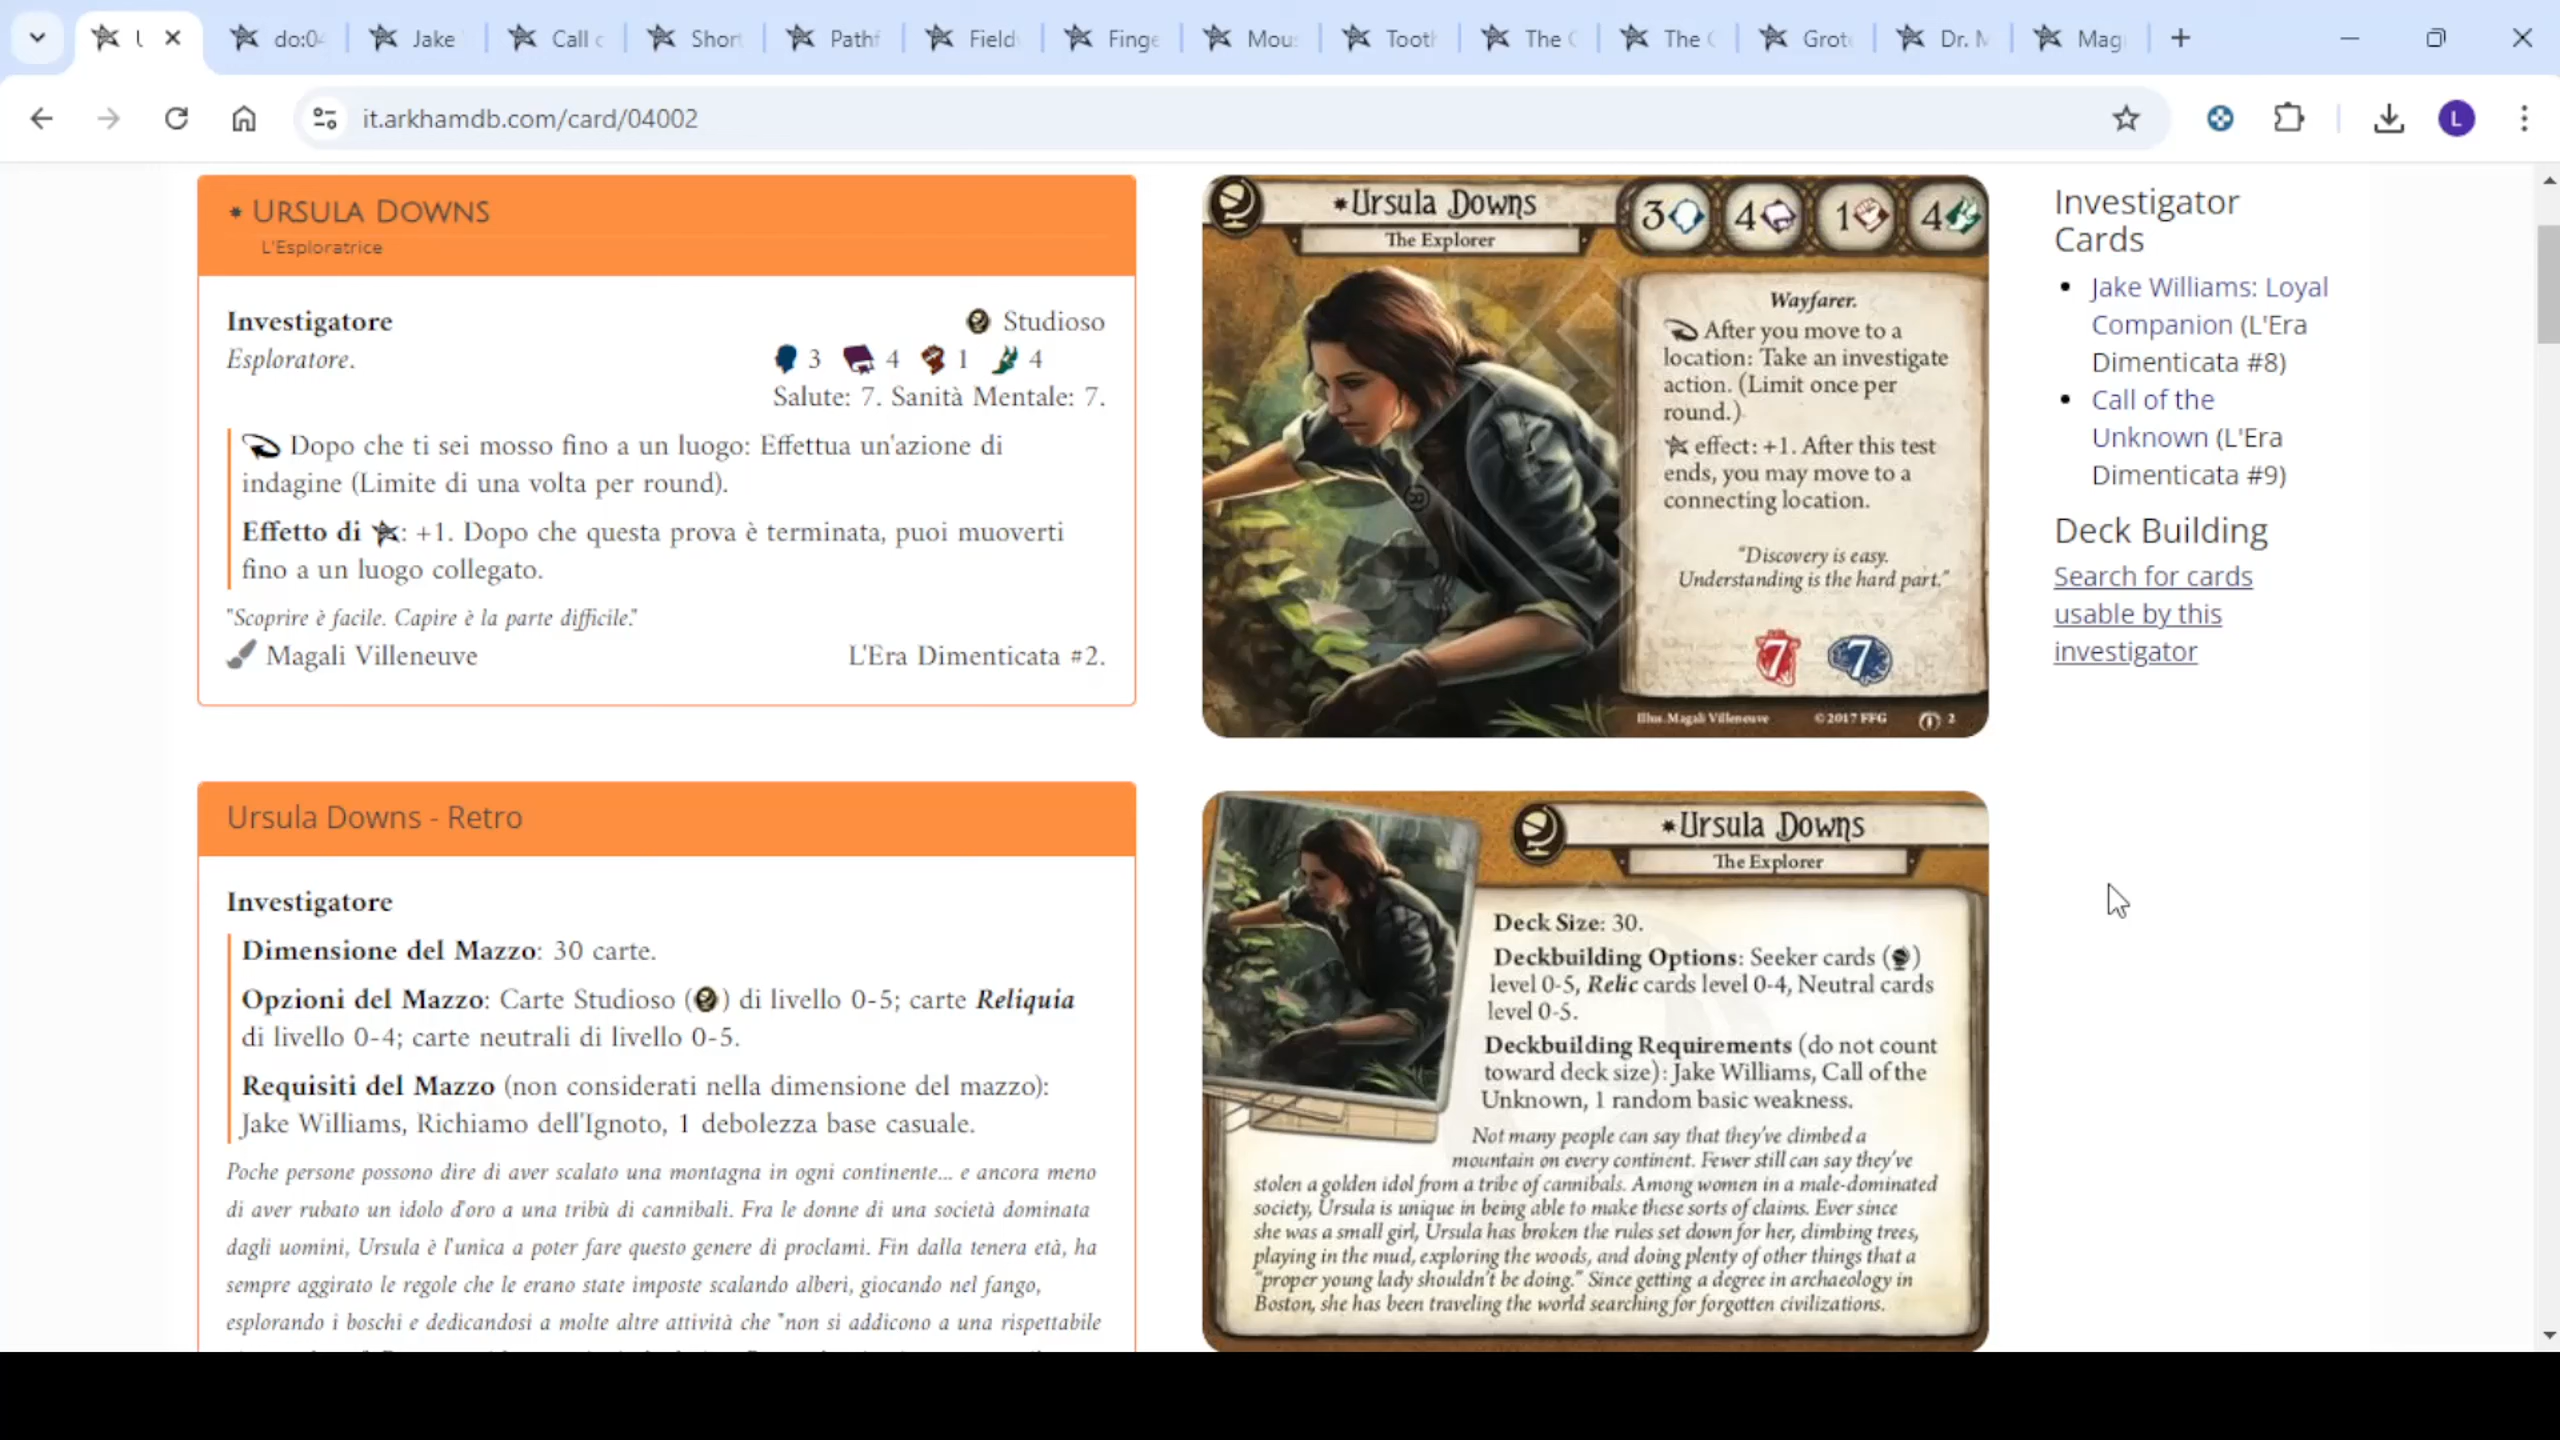 do:04
Jake
Call c
Short
Pathf
Field
Finge
Mou
Tooth
The
The
Grot
Dr. M
Mag
it.arkhamdb.com/card/04002
L
URSULA DOWNS
L'Esploratrice
Investigatore
Studioso
Esploratore.
3 4 1 4
Salute: 7. Sanità Mentale: 7.
Dopo che ti sei mosso fino a un luogo: Effettua un'azione di
indagine (Limite di una volta per round).
Effetto di : +1. Dopo che questa prova è terminata, puoi muoverti
fino a un luogo collegato.
"Scoprire è facile. Capire è la parte difficile."
Magali Villeneuve
L'Era Dimenticata #2.
Ursula Downs
The Explorer
3 4 1 4
Wayfarer.
After you move to a
location: Take an investigate
action. (Limit once per
round.)
effect: +1. After this test
ends, you may move to a
connecting location.
"Discovery is easy.
Understanding is the hard part."
7 7
Illus. Magali Villeneuve © 2017 FFG 2
Investigator
Cards
Jake Williams: Loyal
Companion (L'Era
Dimenticata #8)
Call of the
Unknown (L'Era
Dimenticata #9)
Deck Building
Search for cards
usable by this
investigator
Ursula Downs - Retro
Investigatore
Dimensione del Mazzo: 30 carte.
Opzioni del Mazzo: Carte Studioso ( ) di livello 0-5; carte Reliquia
di livello 0-4; carte neutrali di livello 0-5.
Requisiti del Mazzo (non considerati nella dimensione del mazzo):
Jake Williams, Richiamo dell'Ignoto, 1 debolezza base casuale.
Poche persone possono dire di aver scalato una montagna in ogni continente... e ancora meno
di aver rubato un idolo d'oro a una tribù di cannibali. Fra le donne di una società dominata
dagli uomini, Ursula è l'unica a poter fare questo genere di proclami. Fin dalla tenera età, ha
sempre aggirato le regole che le erano state imposte scalando alberi, giocando nel fango,
esplorando i boschi e dedicandosi a molte altre attività che "non si addicono a una rispettabile
Ursula Downs
The Explorer
Deck Size: 30.
Deckbuilding Options: Seeker cards ( )
level 0-5, Relic cards level 0-4, Neutral cards
level 0-5.
Deckbuilding Requirements (do not count
toward deck size): Jake Williams, Call of the
Unknown, 1 random basic weakness.
Not many people can say that they've climbed a
mountain on every continent. Fewer still can say they've
stolen a golden idol from a tribe of cannibals. Among women in a male-dominated
society, Ursula is unique in being able to make these sorts of claims. Ever since
she was a small girl, Ursula has broken the rules set down for her, climbing trees,
playing in the mud, exploring the woods, and doing plenty of other things that a
"proper young lady shouldn't be doing." Since getting a degree in archaeology in
Boston, she has been traveling the world searching for forgotten civilizations.